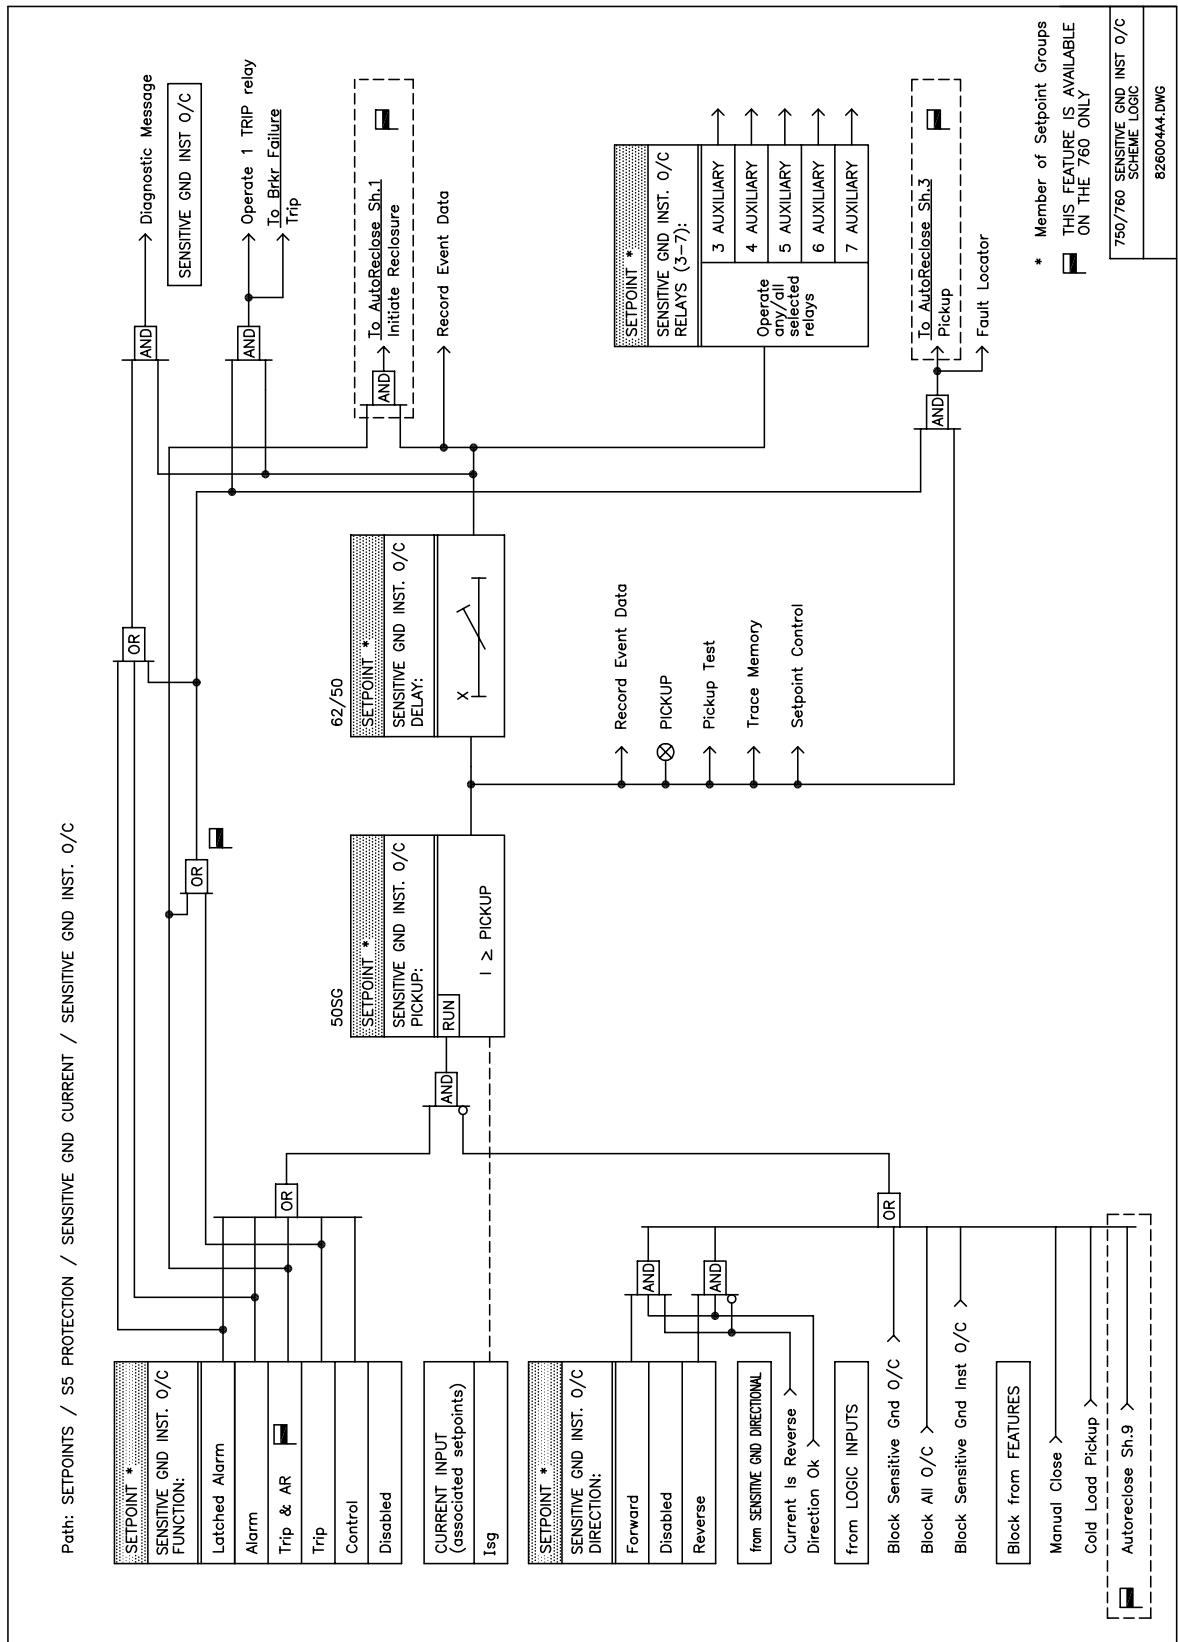 Path: SETPOINTS / S5 PROTECTION / SENSITIVE GND CURRENT / SENSITIVE GND INST. O/C
SETPOINT *
SENSITIVE GND INST. O/C
FUNCTION:
Latched Alarm
Alarm
Trip & AR
Trip
Control
Disabled
CURRENT INPUT
(associated setpoints)
Isg
SETPOINT *
SENSITIVE GND INST. O/C
DIRECTION:
Forward
Disabled
Reverse
from SENSITIVE GND DIRECTIONAL
Current Is Reverse
Direction Ok
from LOGIC INPUTS
Block Sensitive Gnd O/C
Block All O/C
Block Sensitive Gnd Inst O/C
Block from FEATURES
Manual Close
Cold Load Pickup
Autoreclose Sh.9
OR
AND
AND
OR
AND
50SG
SETPOINT *
SENSITIVE GND INST. O/C
PICKUP:
RUN
I ≥ PICKUP
OR
OR
62/50
SETPOINT *
SENSITIVE GND INST. O/C
DELAY:
X
Record Event Data
PICKUP
Pickup Test
Trace Memory
Setpoint Control
AND
Diagnostic Message
SENSITIVE GND INST O/C
AND
Operate 1 TRIP relay
To Brkr Failure
Trip
AND
To AutoReclose Sh.1
Initiate Reclosure
Record Event Data
SETPOINT *
SENSITIVE GND INST. O/C
RELAYS (3-7):
Operate
any/all
selected
relays
3 AUXILIARY
4 AUXILIARY
5 AUXILIARY
6 AUXILIARY
7 AUXILIARY
AND
To AutoReclose Sh.3
Pickup
Fault Locator
* Member of Setpoint Groups
THIS FEATURE IS AVAILABLE
ON THE 760 ONLY
750/760 SENSITIVE GND INST O/C
SCHEME LOGIC
826004A4.DWG